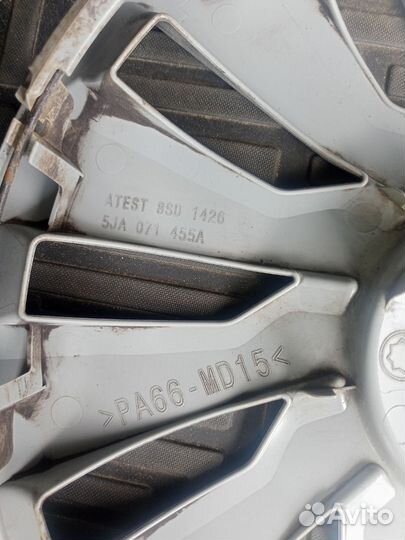 ATEST 8SD 1426
5JA 071 455A
>PA66-MD15<
Avito